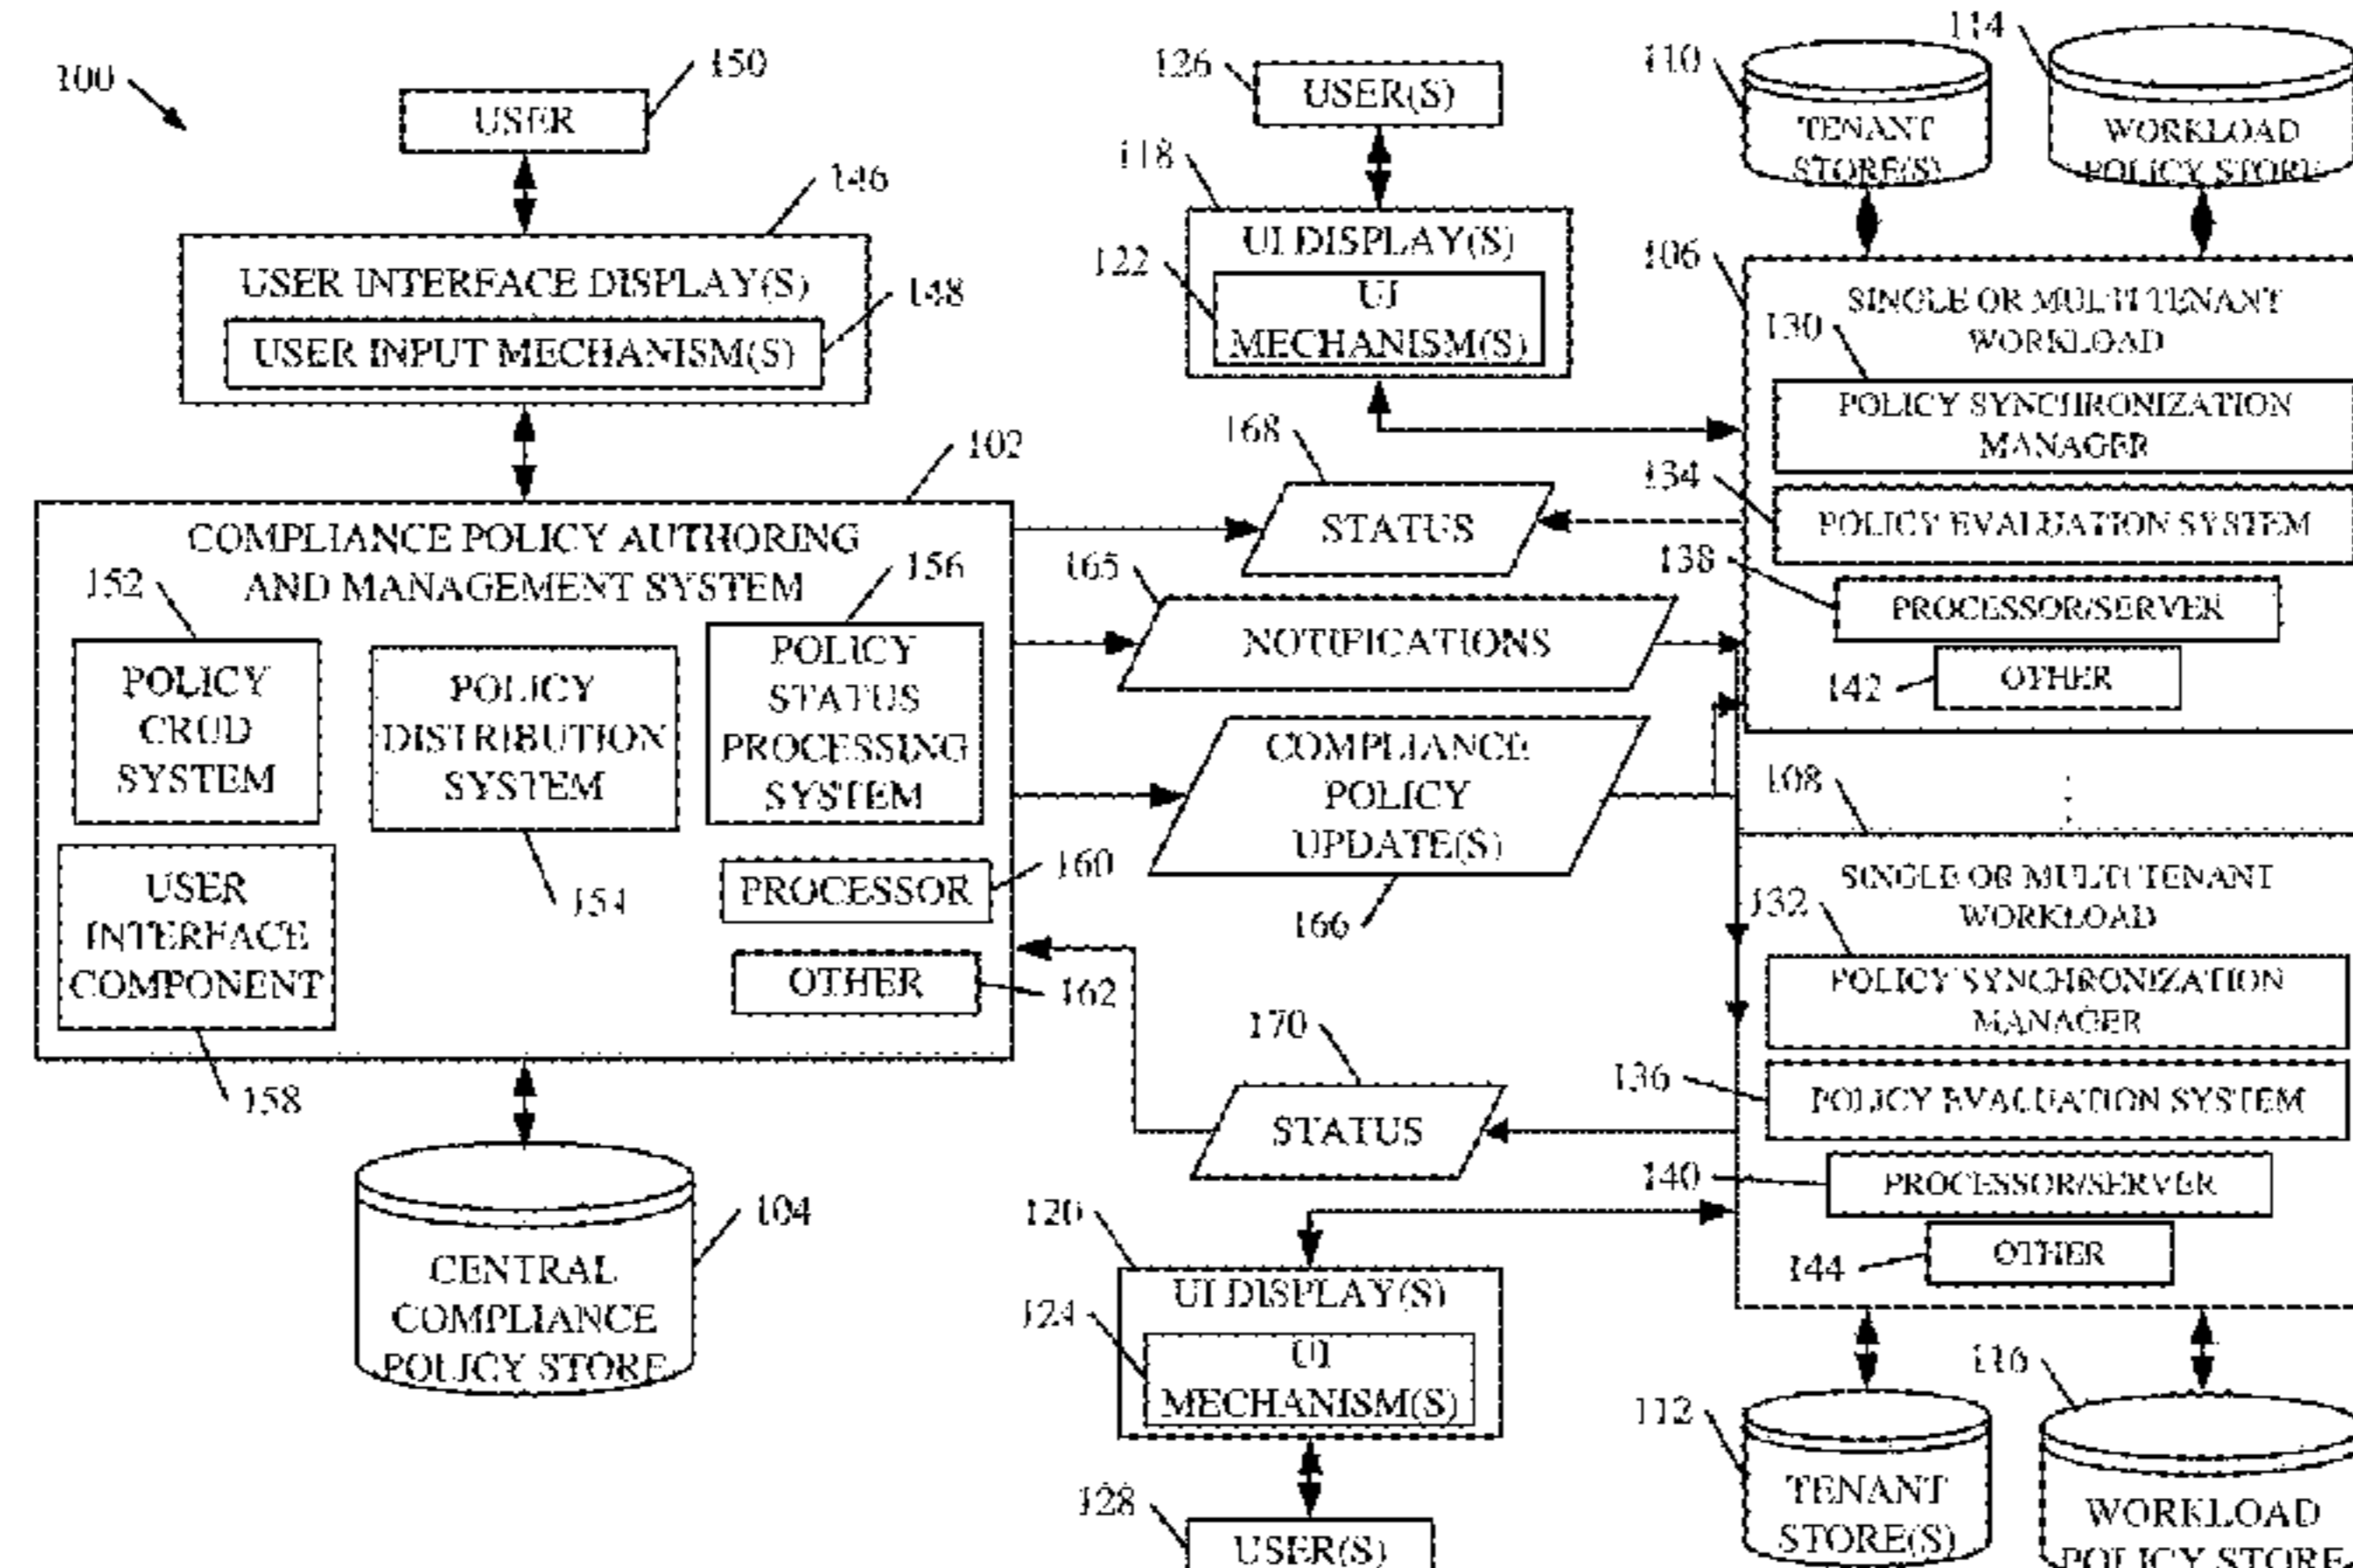 100
150
USER
146
USER INTERFACE DISPLAY(S)
148
USER INPUT MECHANISM(S)
102
COMPLIANCE POLICY AUTHORING
AND MANAGEMENT SYSTEM
152
POLICY
CRUD
SYSTEM
POLICY
DISTRIBUTION
SYSTEM
154
156
POLICY
STATUS
PROCESSING
SYSTEM
USER
INTERFACE
COMPONENT
158
PROCESSOR
160
OTHER
162
104
CENTRAL
COMPLIANCE
POLICY STORE
126
USER(S)
118
UI DISPLAY(S)
122
UI
MECHANISM(S)
168
STATUS
165
NOTIFICATIONS
COMPLIANCE
POLICY
UPDATE(S)
166
170
STATUS
120
UI DISPLAY(S)
124
UI
MECHANISM(S)
128
USER(S)
110
TENANT
STORE(S)
114
WORKLOAD
POLICY STORE
106
SINGLE OR MULTI TENANT
WORKLOAD
130
POLICY SYNCHRONIZATION
MANAGER
134
POLICY EVALUATION SYSTEM
138
PROCESSOR/SERVER
142
OTHER
108
SINGLE OR MULTI TENANT
WORKLOAD
132
POLICY SYNCHRONIZATION
MANAGER
136
POLICY EVALUATION SYSTEM
140
PROCESSOR/SERVER
144
OTHER
112
TENANT
STORE(S)
116
WORKLOAD
POLICY STORE